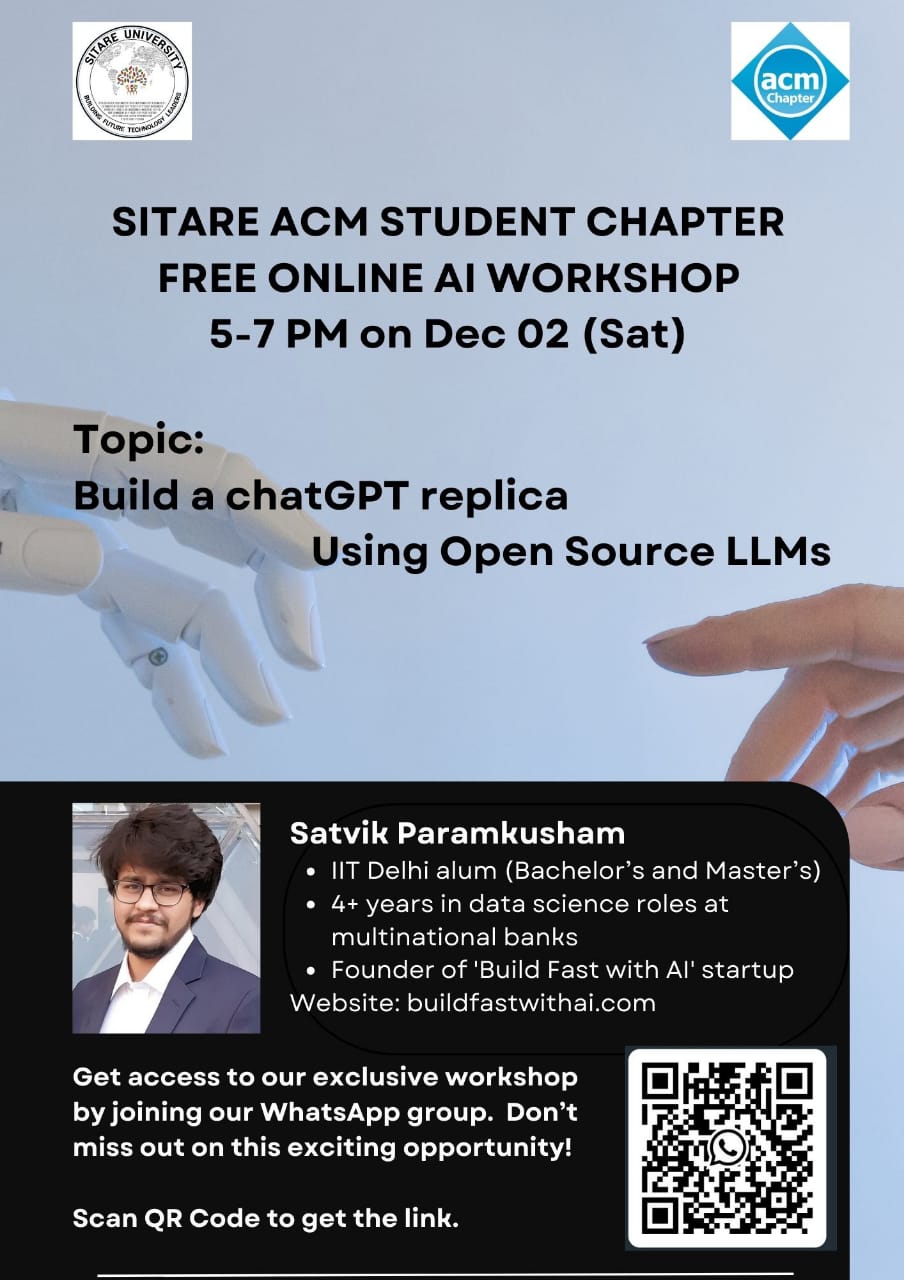 SITARE UNIVERSITY
BUILDING FUTURE TECHNOLOGY LEADERS
acm
Chapter
SITARE ACM STUDENT CHAPTER
FREE ONLINE AI WORKSHOP
5-7 PM on Dec 02 (Sat)
Topic:
Build a chatGPT replica
Using Open Source LLMs
Satvik Paramkusham
• IIT Delhi alum (Bachelor’s and Master’s)
• 4+ years in data science roles at
multinational banks
• Founder of 'Build Fast with AI' startup
Website: buildfastwithai.com
Get access to our exclusive workshop
by joining our WhatsApp group.  Don’t
miss out on this exciting opportunity!
Scan QR Code to get the link.